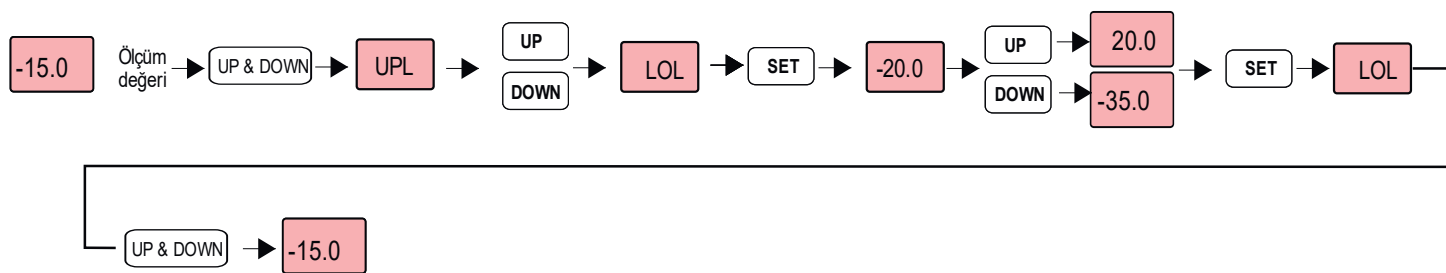 -15.0
Ölçüm
değeri
UP & DOWN
UPL
UP
DOWN
LOL
SET
-20.0
UP
20.0
DOWN
-35.0
SET
LOL
UP & DOWN
-15.0